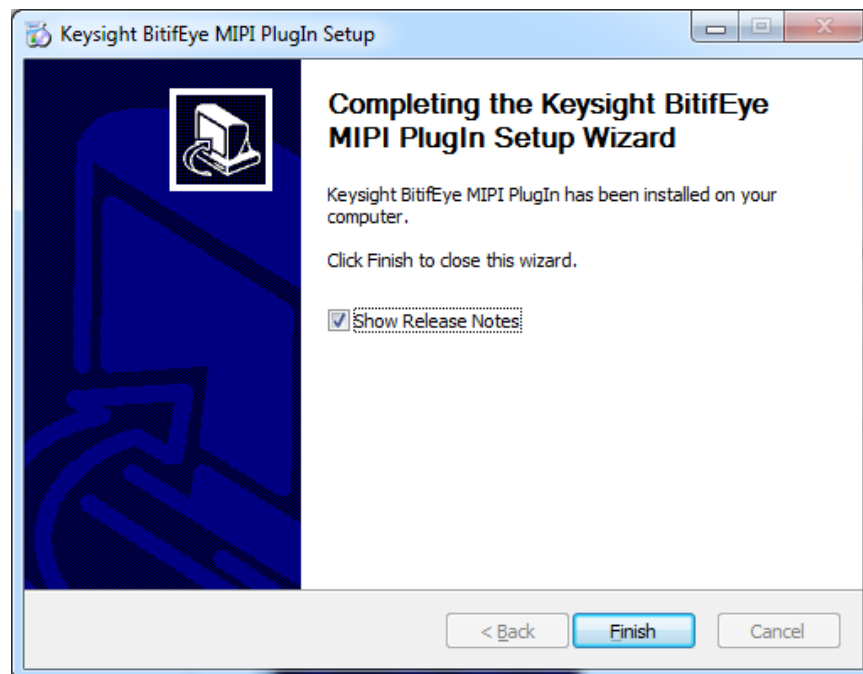 Keysight BitifEye MIPI PlugIn Setup
Completing the Keysight BitifEye
MIPI PlugIn Setup Wizard
Keysight BitifEye MIPI PlugIn has been installed on your
computer.
Click Finish to close this wizard.
Show Release Notes
< Back
Finish
Cancel